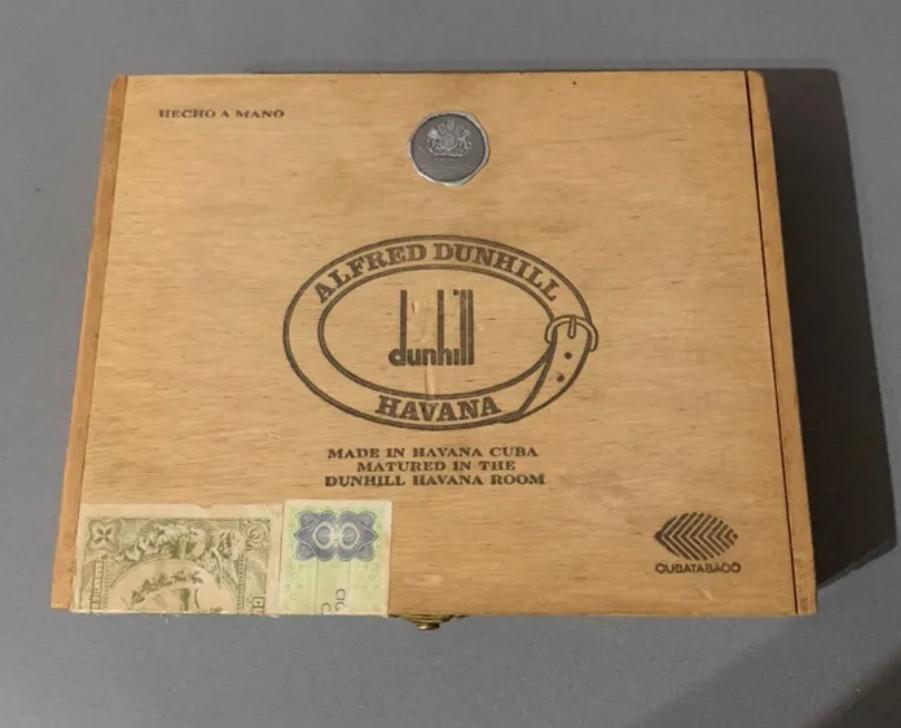 HECHO A MANO
ALFRED DUNHILL
dunhill
HAVANA
MADE IN HAVANA CUBA
MATURED IN THE
DUNHILL HAVANA ROOM
CUBATABACO